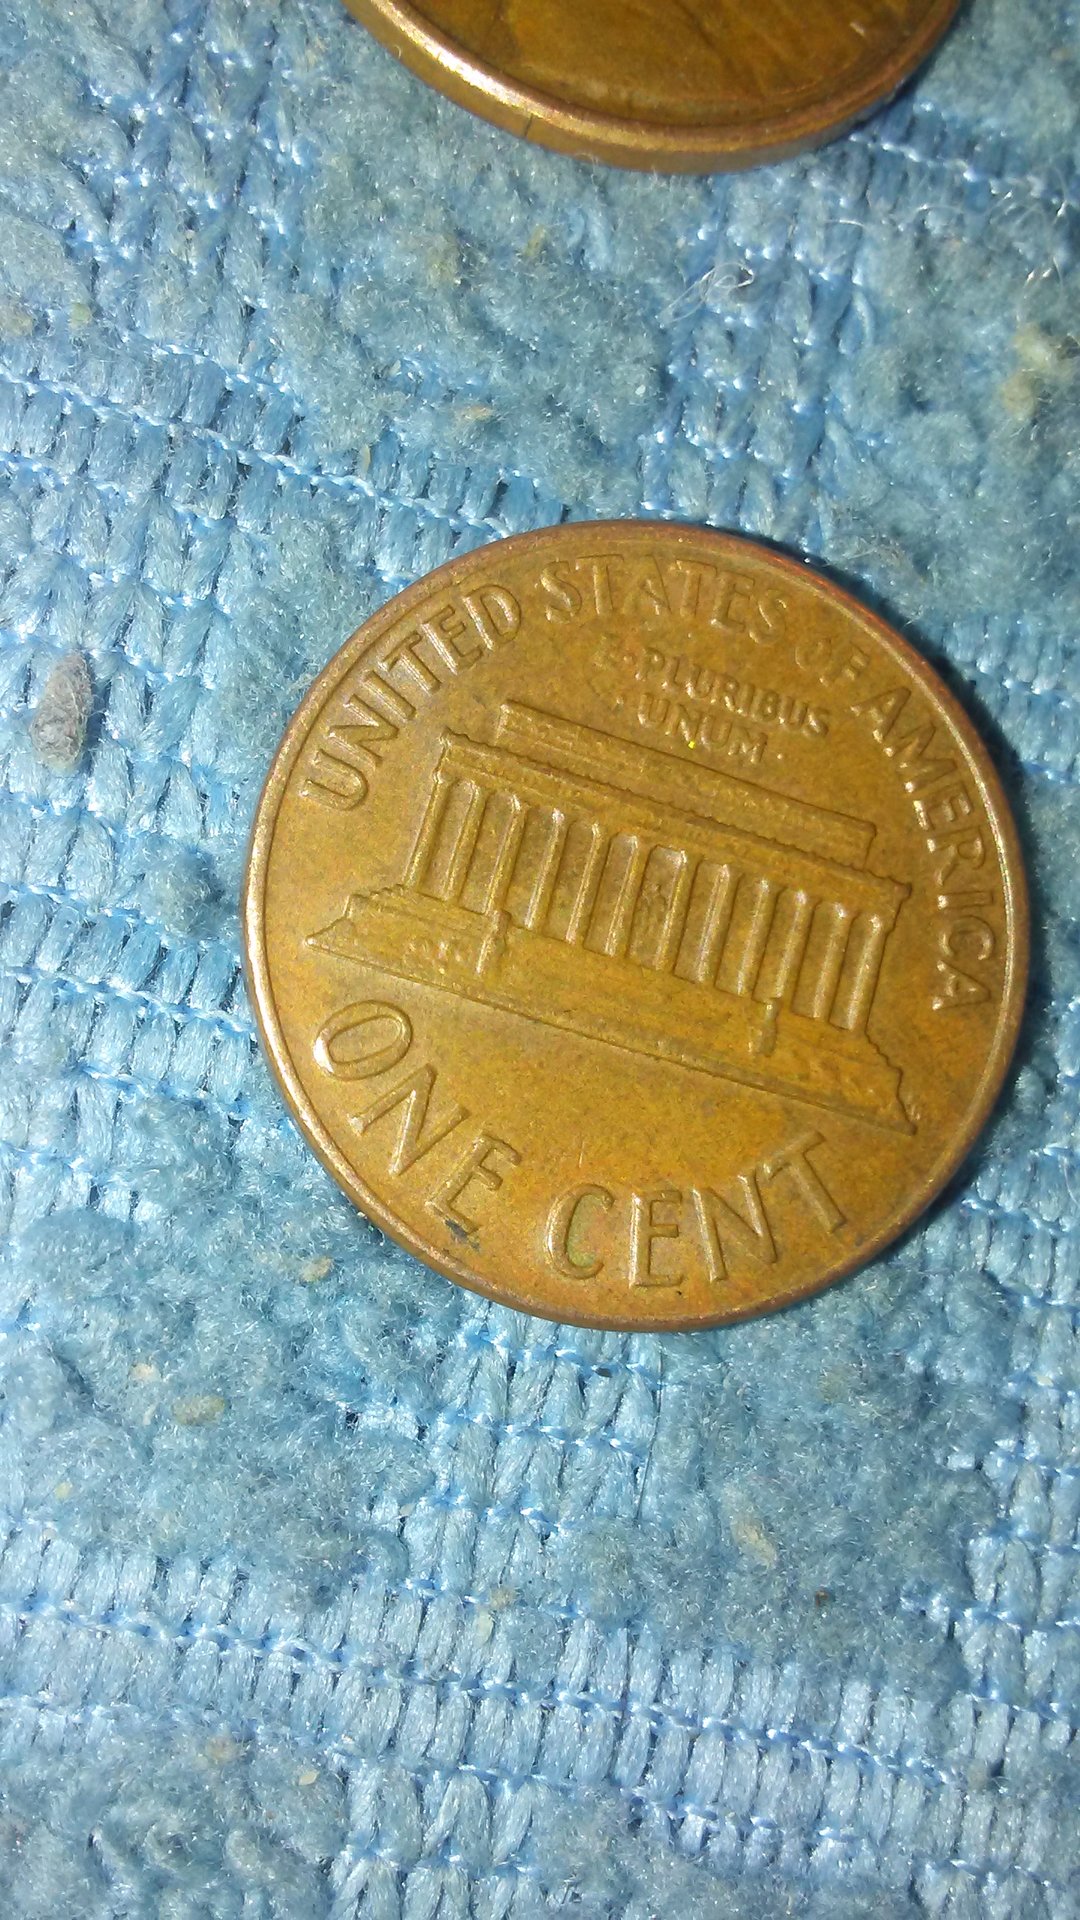 UNITED STATES OF AMERICA
E · PLURIBUS
· UNUM ·
ONE CENT